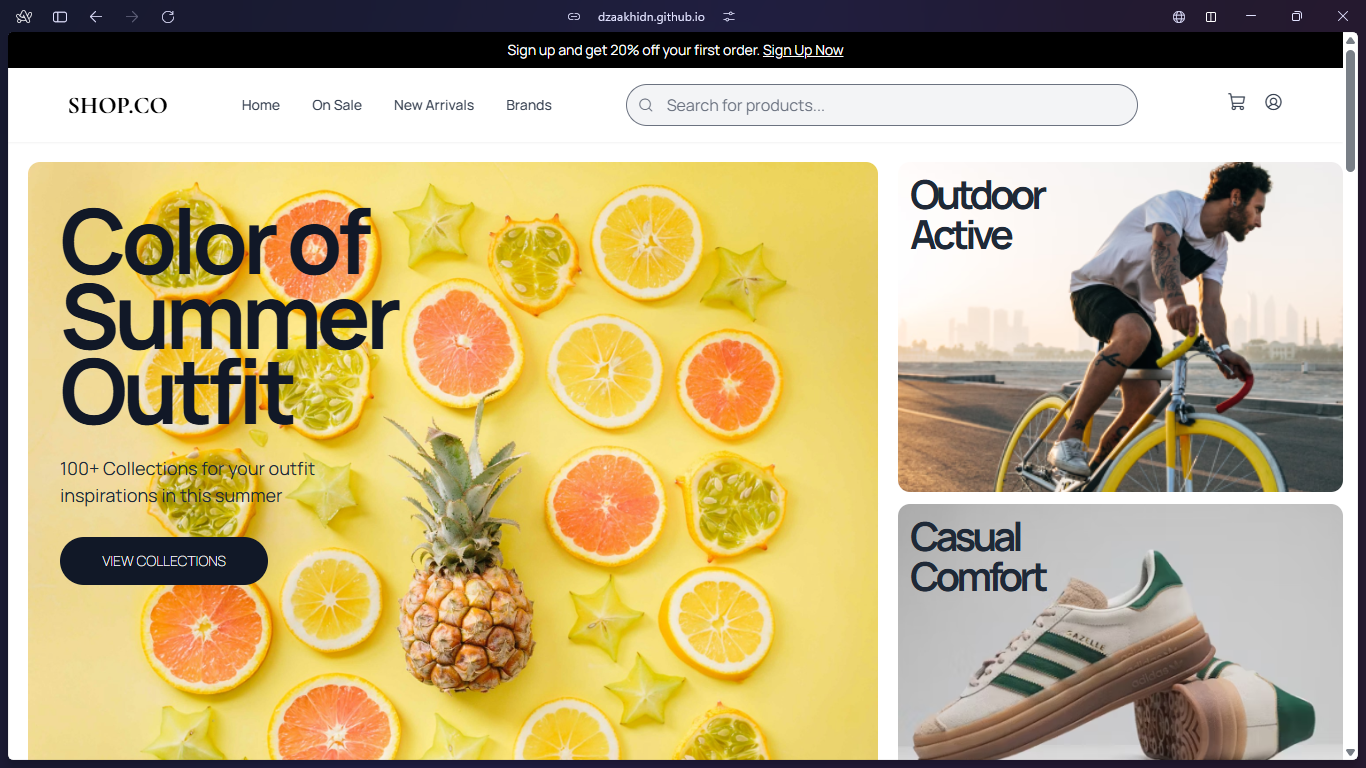 dzaakhidn.github.io
Sign up and get 20% off your first order. Sign Up Now
SHOP.CO
Home
On Sale
New Arrivals
Brands
Search for products...
Color of
Summer
Outfit
100+ Collections for your outfit
inspirations in this summer
VIEW COLLECTIONS
Outdoor
Active
Casual
Comfort
GAZELLE